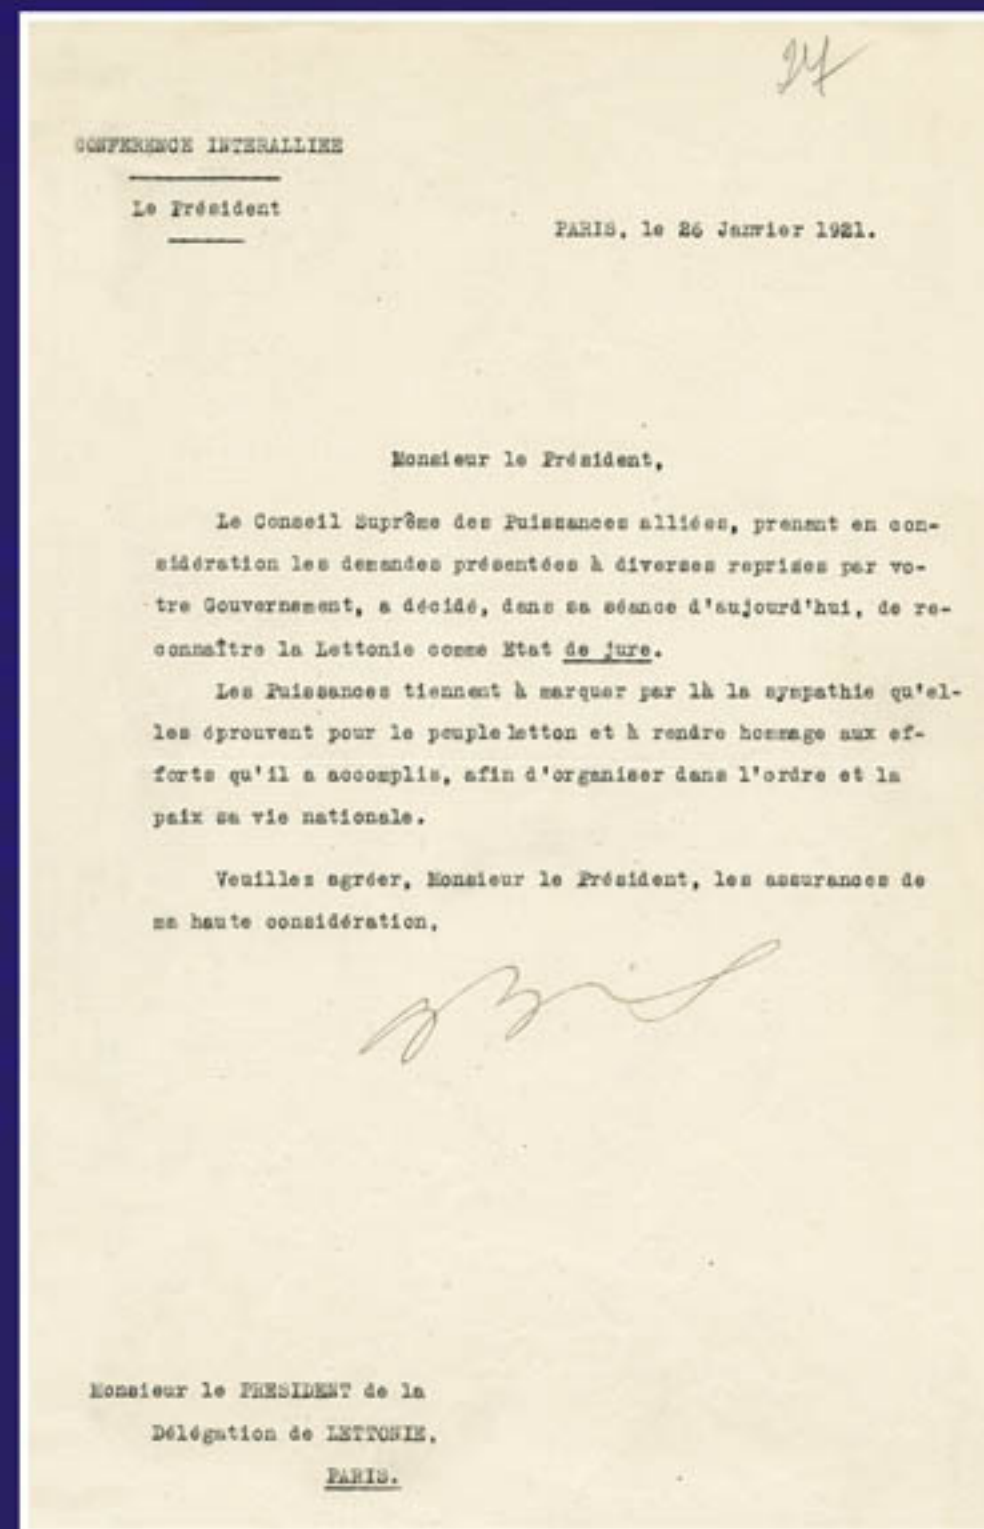 27
CONFERENCE INTERALLIEE
Le Président
PARIS, le 26 Janvier 1921.
Monsieur le Président,
Le Conseil Suprême des Puissances alliées, prenant en con-
sidération les demandes présentées à diverses reprises par vo-
tre Gouvernement, a décidé, dans sa séance d'aujourd'hui, de re-
connaître la Lettonie comme Etat de jure.
Les Puissances tiennent à marquer par là la sympathie qu'el-
les éprouvent pour le peuple letton et à rendre hommage aux ef-
forts qu'il a accomplis, afin d'organiser dans l'ordre et la
paix sa vie nationale.
Veuillez agréer, Monsieur le Président, les assurances de
ma haute considération,
Monsieur le PRESIDENT de la
Délégation de LETTONIE,
PARIS.